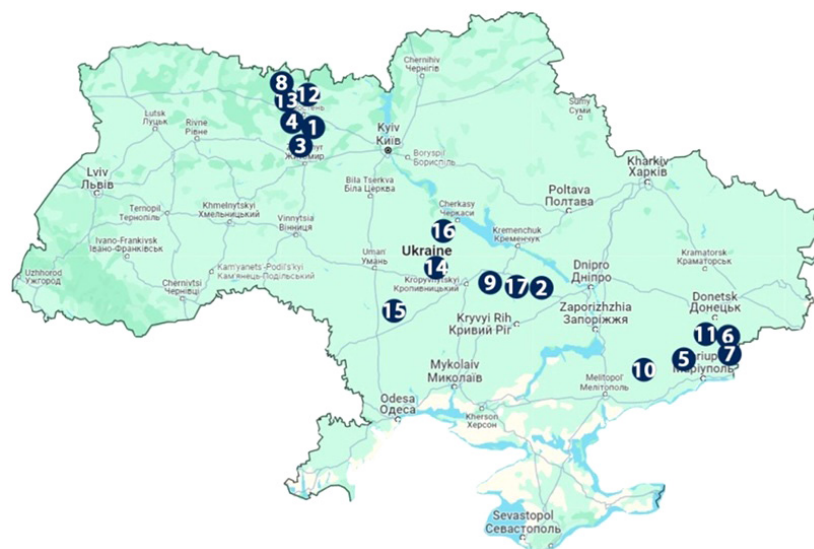 Chernihiv
Чернігів
8
12
13
Sumy
Суми
4
1
3
Lutsk
Луцьк
Rivne
Рівне
Kyiv
Київ
Boryspil
Бориспіль
Kharkiv
Харків
Lviv
Львів
Bila Tserkva
Біла Церква
Poltava
Полтава
Ternopil
Тернопіль
Khmelnytskyi
Хмельницький
Vinnytsia
Вінниця
Cherkasy
Черкаси
16
Kremenchuk
Кременчук
Ivano-Frankivsk
Івано-Франківськ
Uman
Умань
Ukraine
14
Kropyvnytskyi
Кропивницький
Kramatorsk
Краматорськ
Uzhhorod
Ужгород
Kamyanets'-Podil's'kyi
Кам'янець-Подільський
Chernivtsi
Чернівці
9
17
2
Dnipro
Дніпро
Donetsk
Донецьк
15
Kryvyi Rih
Кривий Ріг
Zaporizhzhia
Запоріжжя
11
6
5
7
Маріуполь
Mykolaiv
Миколаїв
10
Melitopol
Мелітополь
Odesa
Одеса
Kherson
Херсон
Sevastopol
Севастополь